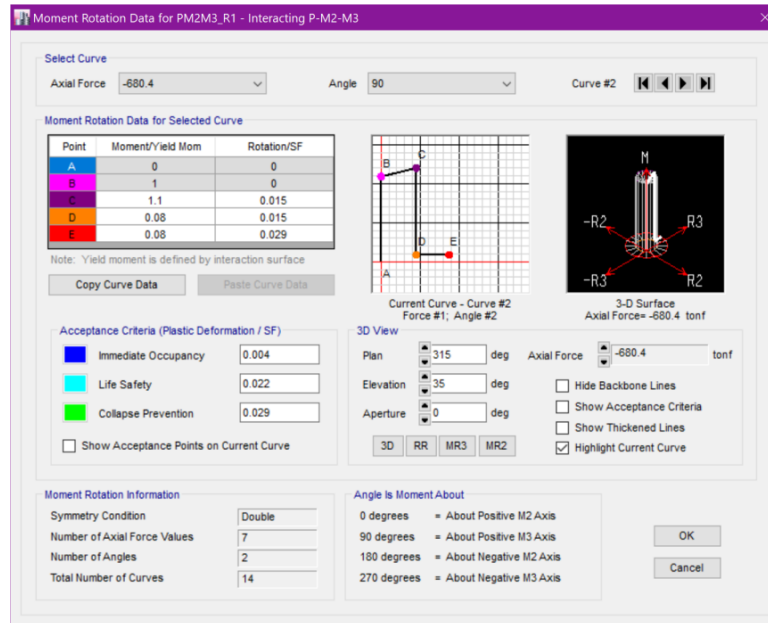 Moment Rotation Data for PM2M3_R1 - Interacting P-M2-M3
Select Curve
Axial Force -680.4 Angle 90 Curve #2
Moment Rotation Data for Selected Curve
Point Moment/Yield Mom Rotation/SF
A 0 0
B 1 0
C 1.1 0.015
D 0.08 0.015
E 0.08 0.029
Note: Yield moment is defined by interaction surface
Copy Curve Data Paste Curve Data
B C
D E
A
Current Curve - Curve #2
Force #1; Angle #2
M
-R2 R3
-R3 R2
3-D Surface
Axial Force= -680.4 tonf
Acceptance Criteria (Plastic Deformation / SF)
Immediate Occupancy 0.004
Life Safety 0.022
Collapse Prevention 0.029
Show Acceptance Points on Current Curve
3D View
Plan 315 deg Axial Force -680.4 tonf
Elevation 35 deg
Aperture 0 deg
Hide Backbone Lines
Show Acceptance Criteria
Show Thickened Lines
Highlight Current Curve
3D RR MR3 MR2
Moment Rotation Information
Symmetry Condition Double
Number of Axial Force Values 7
Number of Angles 2
Total Number of Curves 14
Angle Is Moment About
0 degrees = About Positive M2 Axis
90 degrees = About Positive M3 Axis
180 degrees = About Negative M2 Axis
270 degrees = About Negative M3 Axis
OK
Cancel